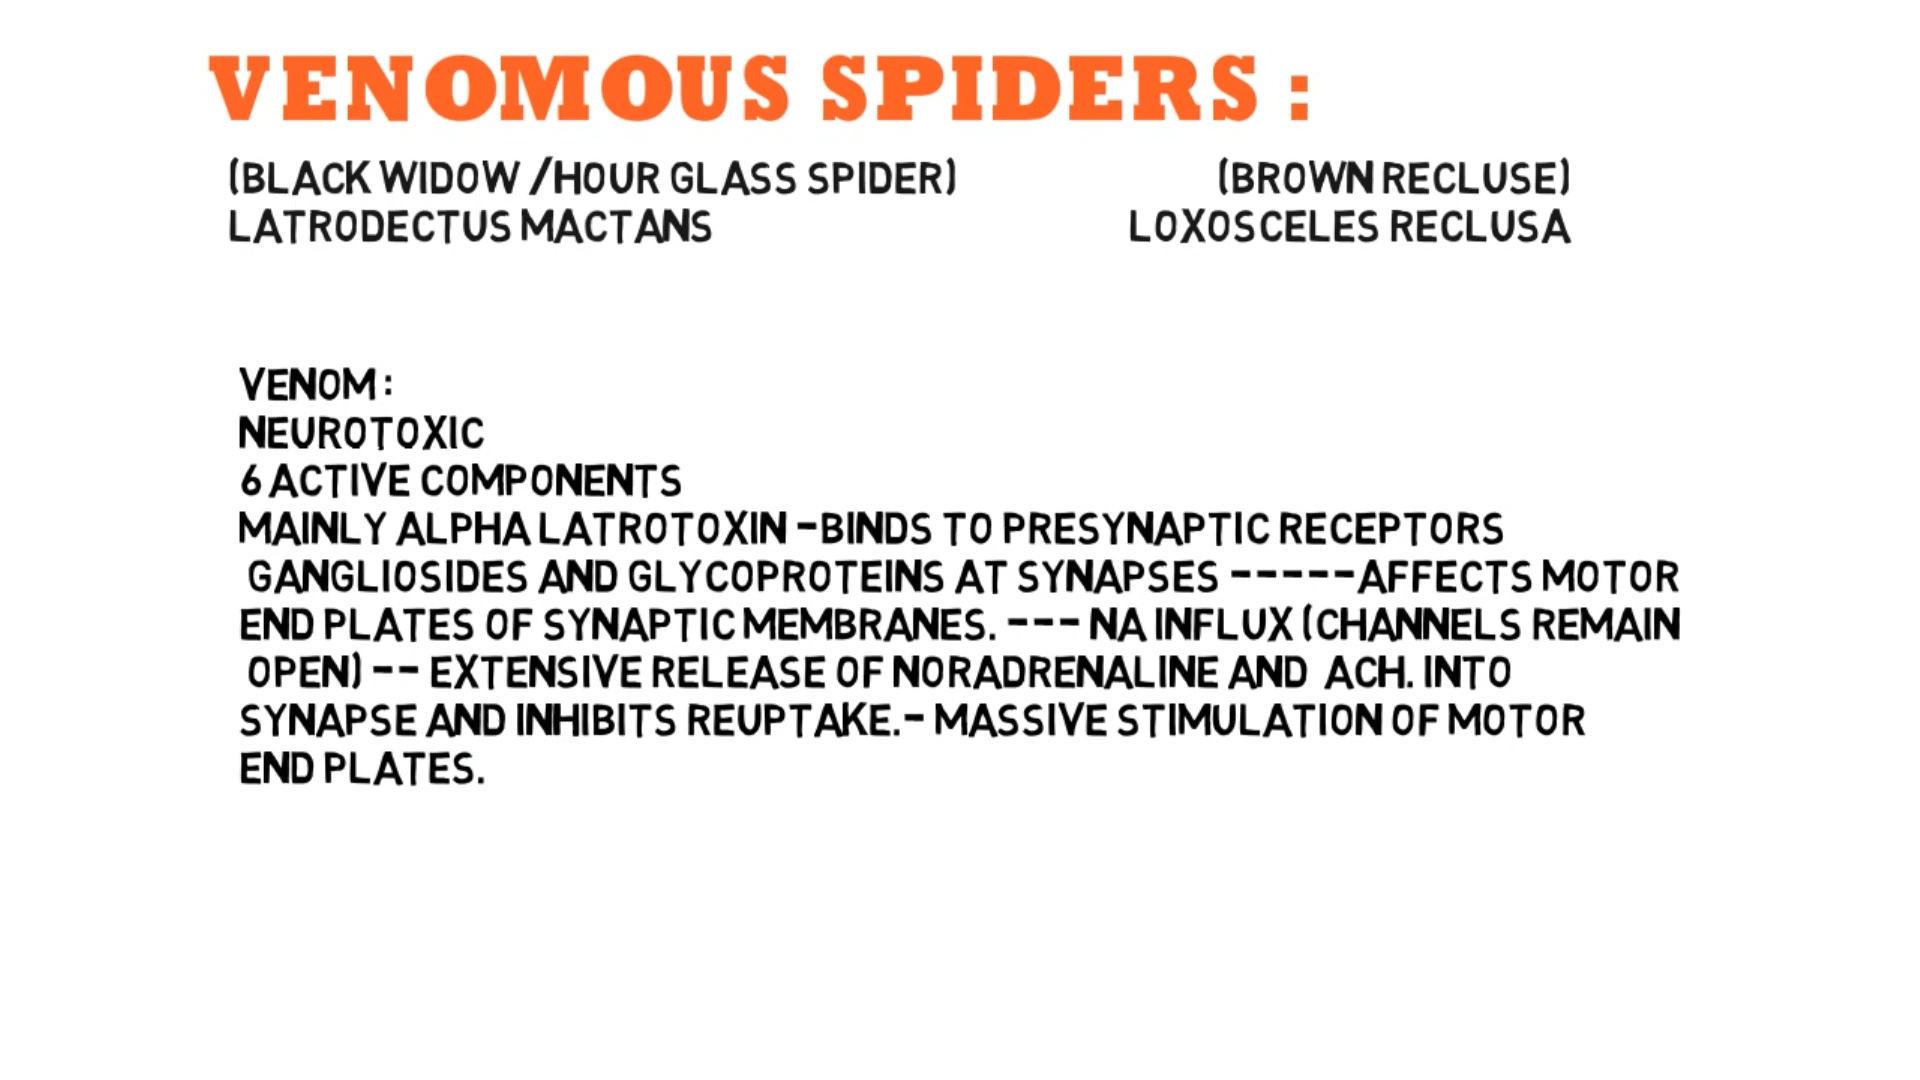 VENOMOUS SPIDERS :
(BLACK WIDOW /HOUR GLASS SPIDER) (BROWN RECLUSE)
LATRODECTUS MACTANS LOXOSCELES RECLUSA
VENOM :
NEUROTOXIC
6 ACTIVE COMPONENTS
MAINLY ALPHA LATROTOXIN -BINDS TO PRESYNAPTIC RECEPTORS
GANGLIOSIDES AND GLYCOPROTEINS AT SYNAPSES -----AFFECTS MOTOR
END PLATES OF SYNAPTIC MEMBRANES. --- NA INFLUX (CHANNELS REMAIN
OPEN) -- EXTENSIVE RELEASE OF NORADRENALINE AND ACH. INTO
SYNAPSE AND INHIBITS REUPTAKE.- MASSIVE STIMULATION OF MOTOR
END PLATES.